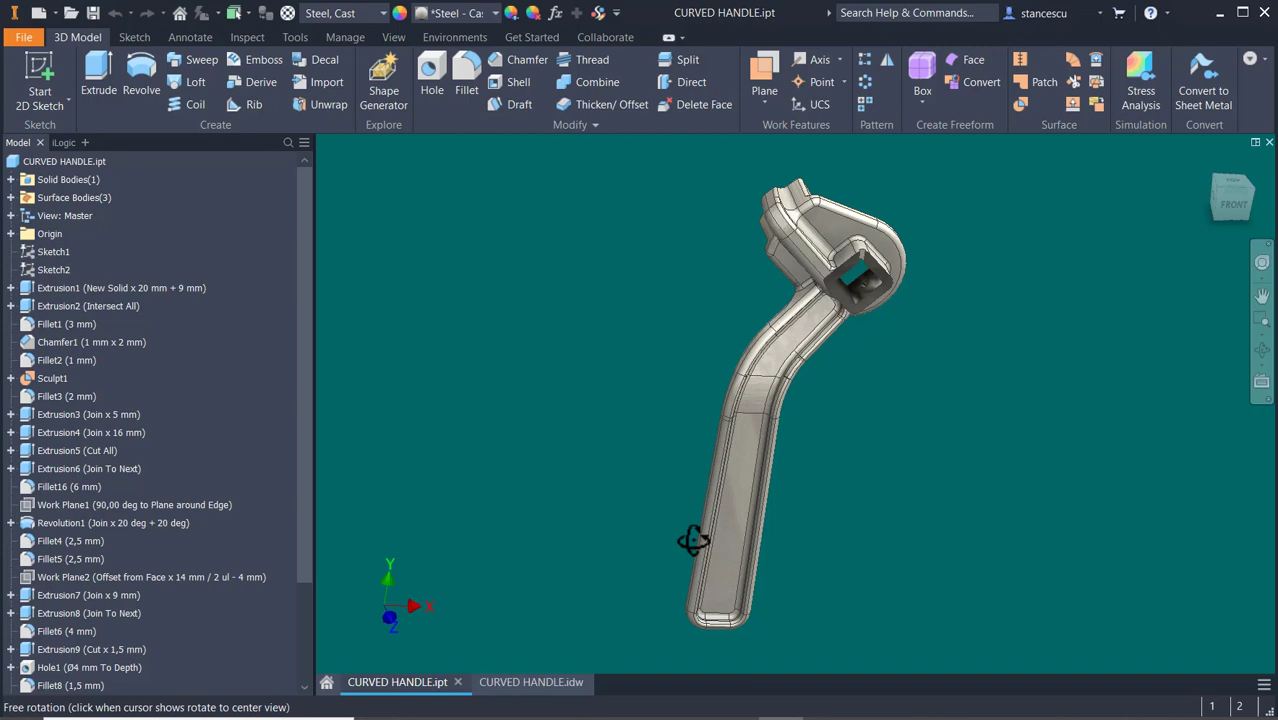 Steel, Cast
*Steel - Cas
CURVED HANDLE.ipt
Search Help & Commands...
stancescu
File
3D Model
Sketch
Annotate
Inspect
Tools
Manage
View
Environments
Get Started
Collaborate
Start
2D Sketch
Extrude
Revolve
Sweep
Loft
Coil
Emboss
Derive
Rib
Decal
Import
Unwrap
Shape
Generator
Hole
Fillet
Chamfer
Shell
Draft
Thread
Combine
Thicken/ Offset
Split
Direct
Delete Face
Plane
Axis
Point
UCS
Box
Face
Convert
Patch
Stress
Analysis
Convert to
Sheet Metal
Sketch
Create
Explore
Modify
Work Features
Pattern
Create Freeform
Surface
Simulation
Convert
Model
iLogic
CURVED HANDLE.ipt
Solid Bodies(1)
Surface Bodies(3)
View: Master
Origin
Sketch1
Sketch2
Extrusion1 (New Solid x 20 mm + 9 mm)
Extrusion2 (Intersect All)
Fillet1 (3 mm)
Chamfer1 (1 mm x 2 mm)
Fillet2 (1 mm)
Sculpt1
Fillet3 (2 mm)
Extrusion3 (Join x 5 mm)
Extrusion4 (Join x 16 mm)
Extrusion5 (Cut All)
Extrusion6 (Join To Next)
Fillet16 (6 mm)
Work Plane1 (90,00 deg to Plane around Edge)
Revolution1 (Join x 20 deg + 20 deg)
Fillet4 (2,5 mm)
Fillet5 (2,5 mm)
Work Plane2 (Offset from Face x 14 mm / 2 ul - 4 mm)
Extrusion7 (Join x 9 mm)
Extrusion8 (Join To Next)
Fillet6 (4 mm)
Extrusion9 (Cut x 1,5 mm)
Hole1 (Ø4 mm To Depth)
Fillet8 (1,5 mm)
FRONT
Y
X
Z
CURVED HANDLE.ipt
CURVED HANDLE.idw
Free rotation (click when cursor shows rotate to center view)
1
2